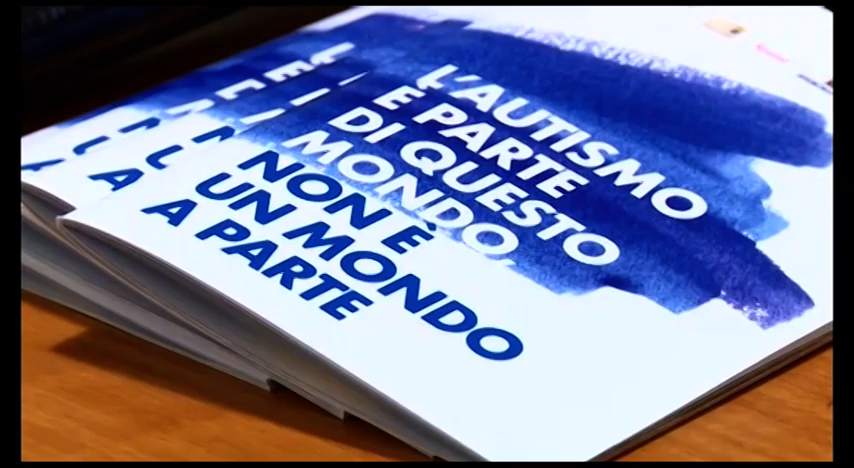 L'AUTISMO
È PARTE
DI QUESTO
MONDO,
NON È
UN MONDO
A PARTE